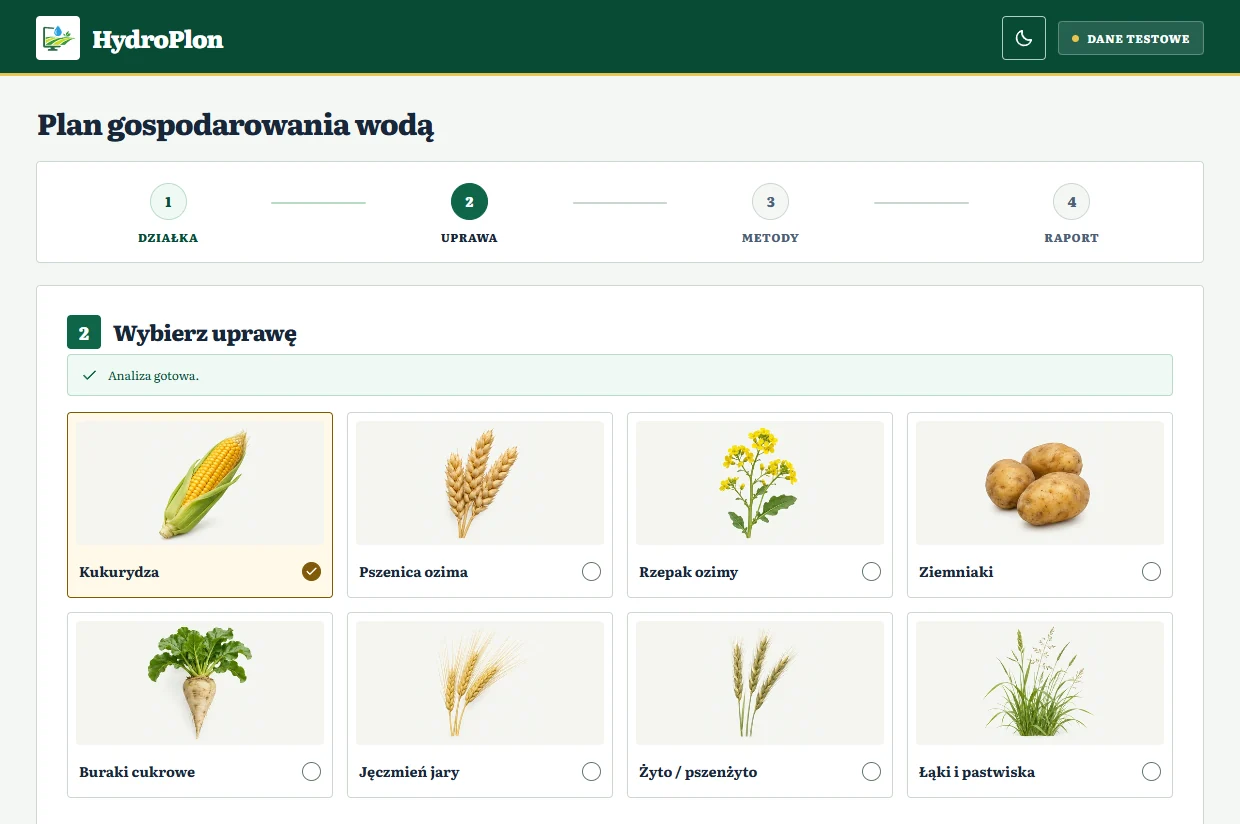 HydroPlon
DANE TESTOWE
Plan gospodarowania wodą
1
2
3
4
DZIAŁKA
UPRAWA
METODY
RAPORT
2 Wybierz uprawę
Analiza gotowa.
Kukurydza
Pszenica ozima
Rzepak ozimy
Ziemniaki
Buraki cukrowe
Jęczmień jary
Żyto / pszenżyto
Łąki i pastwiska